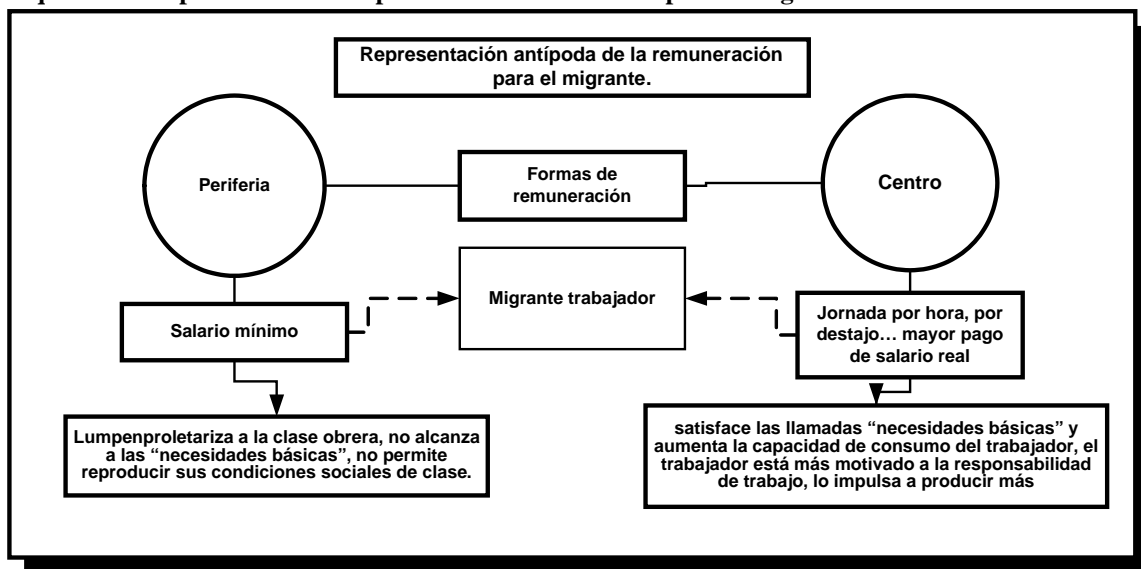 Representación antípoda de la remuneración
para el migrante.
Periferia
Formas de
remuneración
Centro
Migrante trabajador
Salario mínimo
Jornada por hora, por
destajo… mayor pago
de salario real
Lumpenproletariza a la clase obrera, no alcanza
a las “necesidades básicas”, no permite
reproducir sus condiciones sociales de clase.
satisface las llamadas “necesidades básicas” y
aumenta la capacidad de consumo del trabajador, el
trabajador está más motivado a la responsabilidad
de trabajo, lo impulsa a producir más